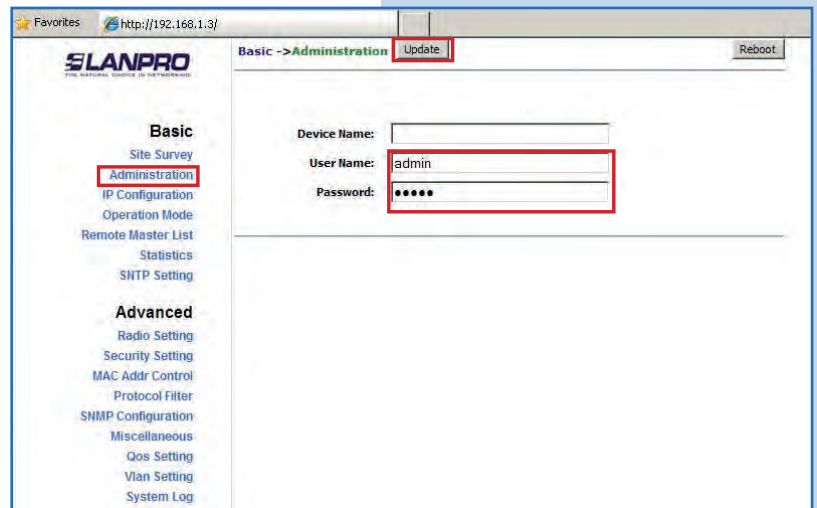 Favorites
http://192.168.1.3/
LANPRO
THE NATURAL CHOICE IN NETWORKING
Basic ->Administration
Update
Reboot
Basic
Site Survey
Administration
IP Configuration
Operation Mode
Remote Master List
Statistics
SNTP Setting
Advanced
Radio Setting
Security Setting
MAC Addr Control
Protocol Filter
SNMP Configuration
Miscellaneous
Qos Setting
Vlan Setting
System Log
Device Name:
User Name: admin
Password: •••••